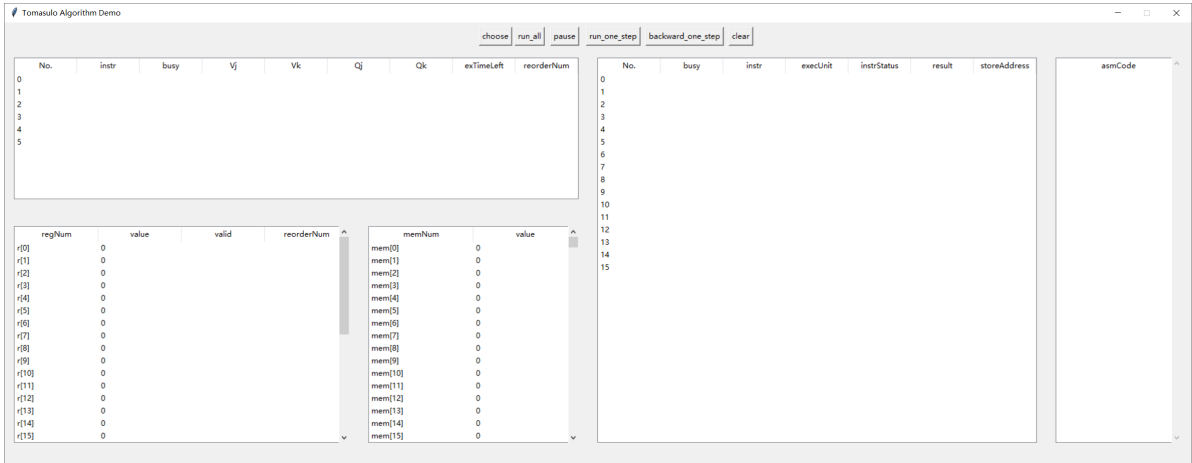 Tomasulo Algorithm Demo
choose run_all pause run_one_step backward_one_step clear
No. instr busy Vj Vk Qj Qk exTimeLeft reorderNum
0
1
2
3
4
5
regNum value valid reorderNum
r[0] 0
r[1] 0
r[2] 0
r[3] 0
r[4] 0
r[5] 0
r[6] 0
r[7] 0
r[8] 0
r[9] 0
r[10] 0
r[11] 0
r[12] 0
r[13] 0
r[14] 0
r[15] 0
memNum value
mem[0] 0
mem[1] 0
mem[2] 0
mem[3] 0
mem[4] 0
mem[5] 0
mem[6] 0
mem[7] 0
mem[8] 0
mem[9] 0
mem[10] 0
mem[11] 0
mem[12] 0
mem[13] 0
mem[14] 0
mem[15] 0
No. busy instr execUnit instrStatus result storeAddress
0
1
2
3
4
5
6
7
8
9
10
11
12
13
14
15
asmCode